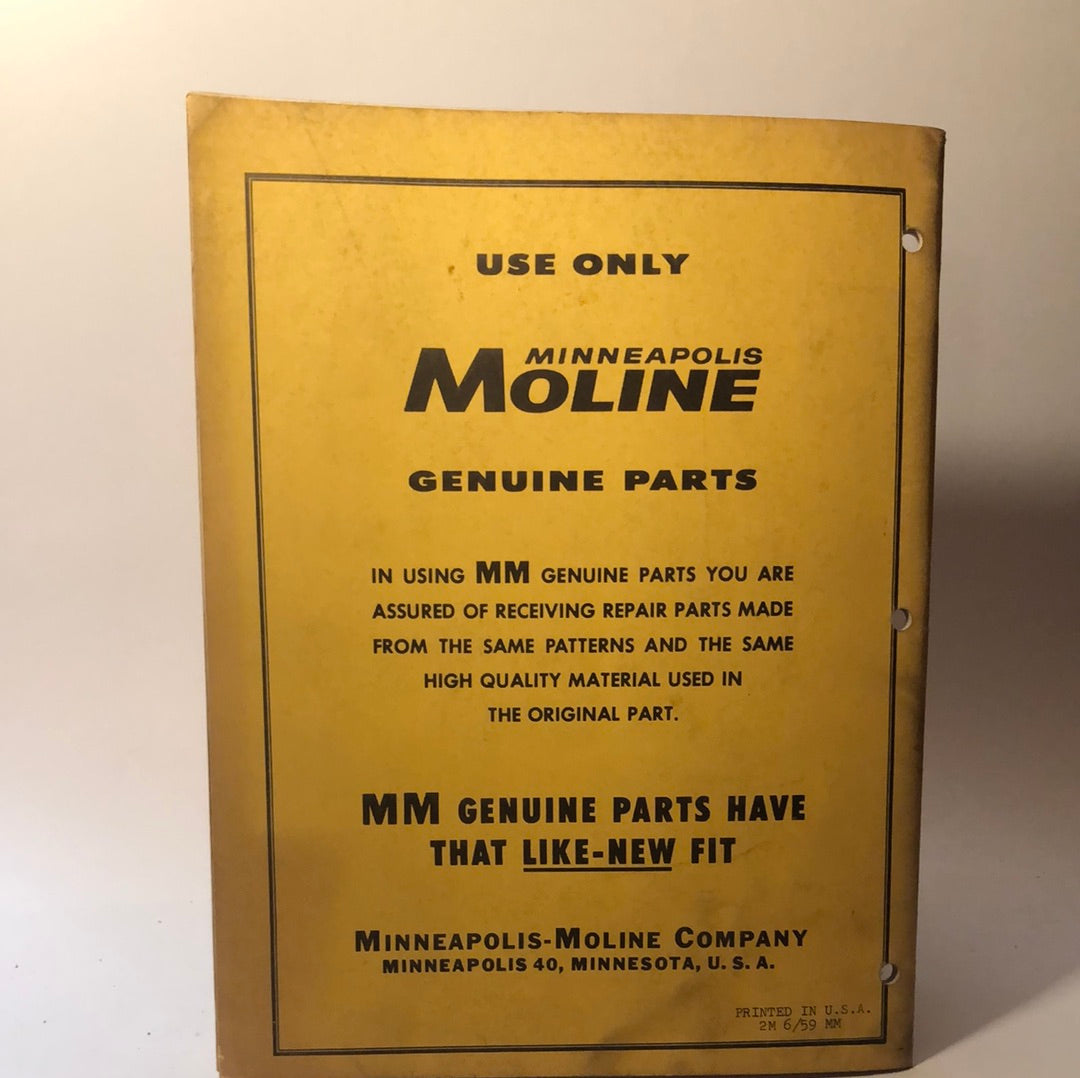 USE ONLY
MINNEAPOLIS
MOLINE
GENUINE PARTS
IN USING MM GENUINE PARTS YOU ARE
ASSURED OF RECEIVING REPAIR PARTS MADE
FROM THE SAME PATTERNS AND THE SAME
HIGH QUALITY MATERIAL USED IN
THE ORIGINAL PART.
MM GENUINE PARTS HAVE
THAT LIKE-NEW FIT
MINNEAPOLIS-MOLINE COMPANY
MINNEAPOLIS 40, MINNESOTA, U. S. A.
PRINTED IN U.S.A.
2M 6/59 MM